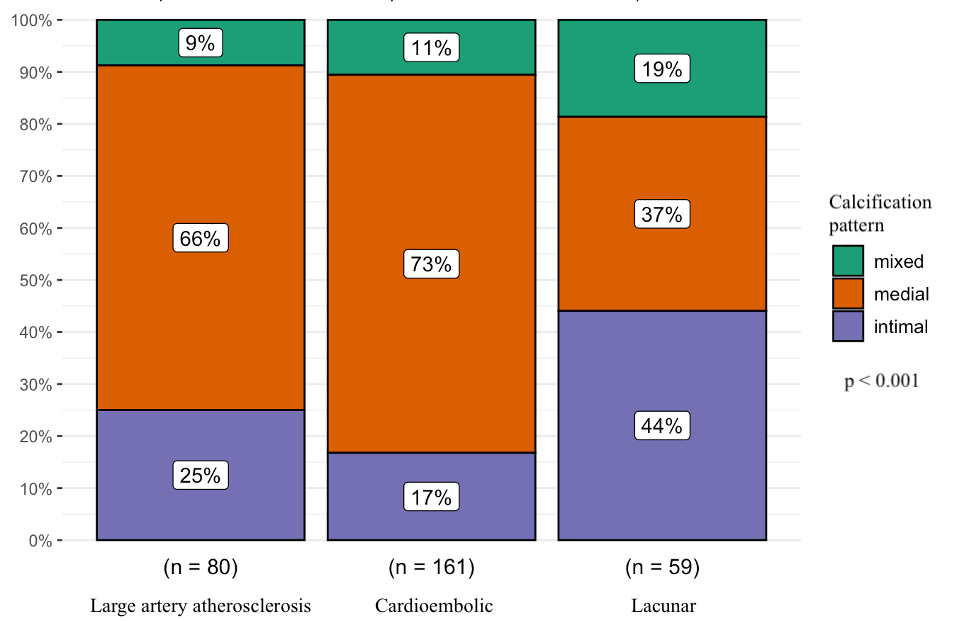 100%
90%
80%
70%
60%
50%
40%
30%
20%
10%
0%
9%
66%
25%
11%
73%
17%
19%
37%
44%
(n = 80)
(n = 161)
(n = 59)
Large artery atherosclerosis
Cardioembolic
Lacunar
Calcification
pattern
mixed
medial
intimal
p < 0.001